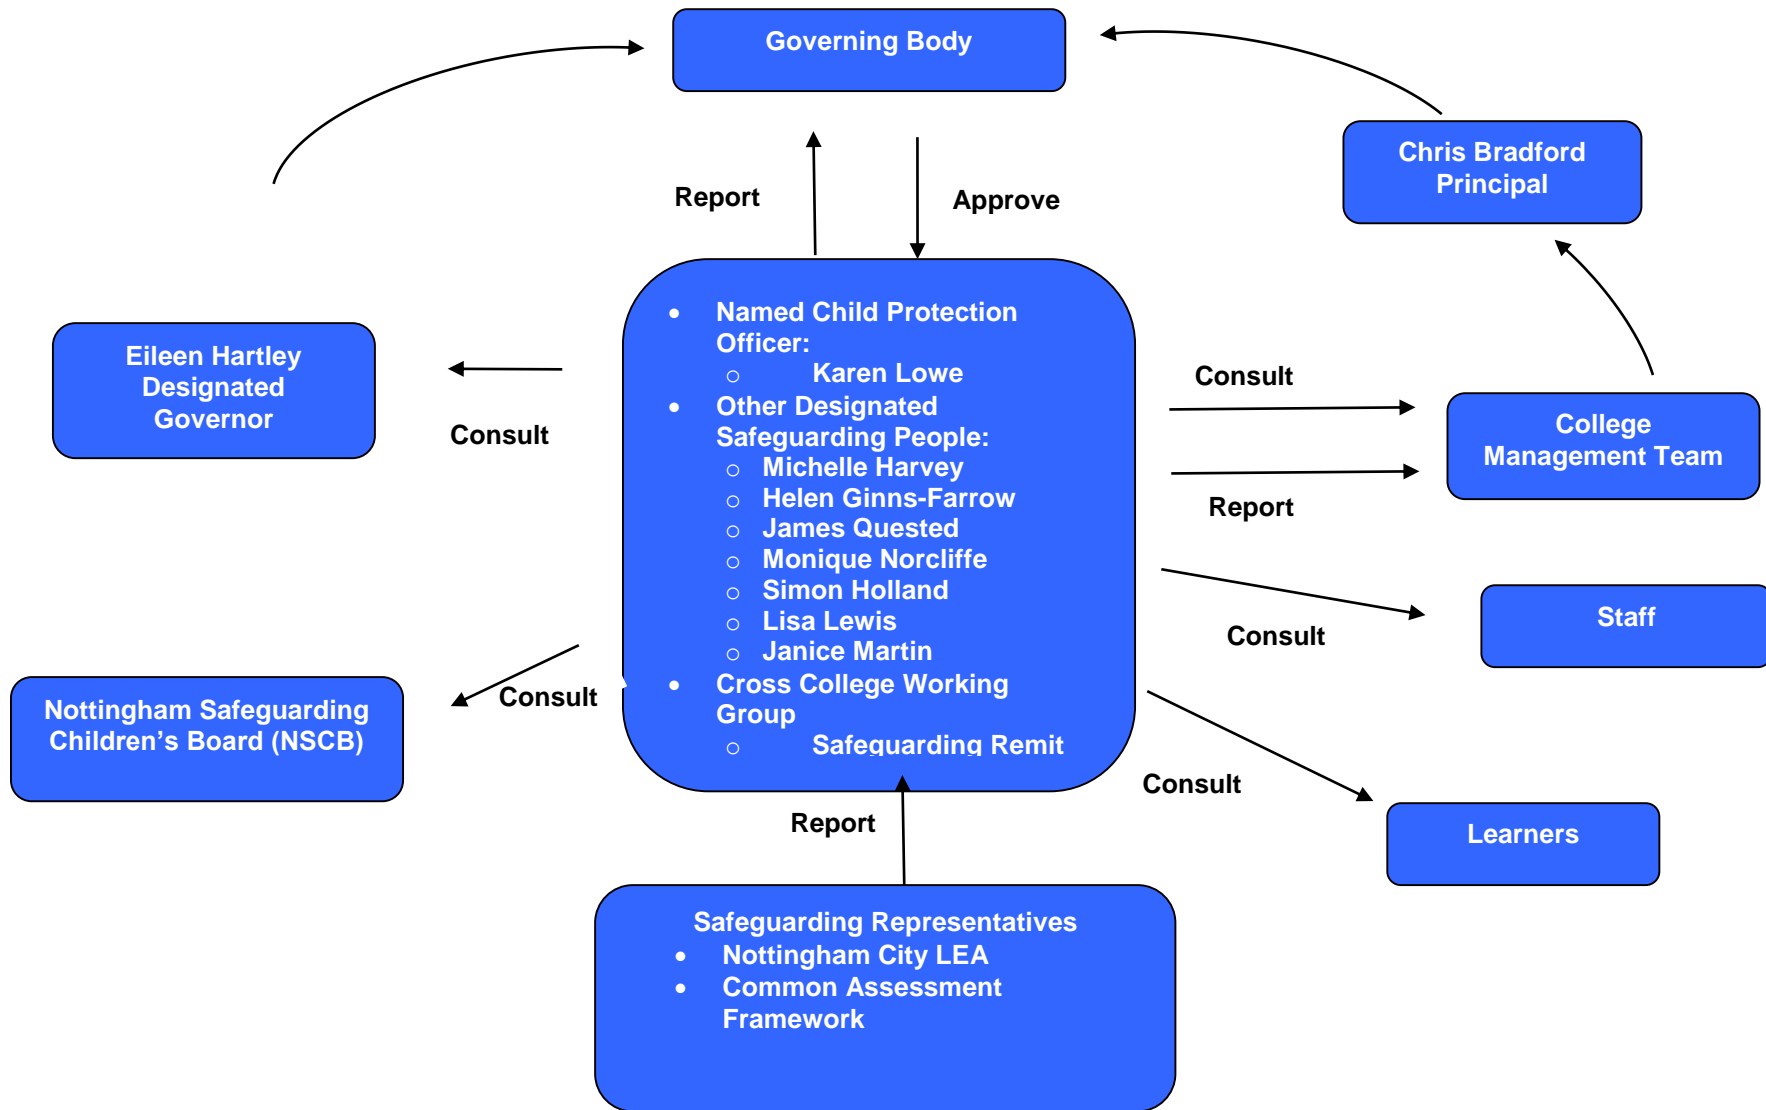 Governing Body
Chris Bradford
Principal
Report
Approve
• Named Child Protection
Officer:
○ Karen Lowe
• Other Designated
Safeguarding People:
○ Michelle Harvey
○ Helen Ginns-Farrow
○ James Quested
○ Monique Norcliffe
○ Simon Holland
○ Lisa Lewis
○ Janice Martin
• Cross College Working
Group
○ Safeguarding Remit
Eileen Hartley
Designated
Governor
Consult
Consult
College
Management Team
Report
Staff
Consult
Nottingham Safeguarding
Children’s Board (NSCB)
Consult
Consult
Learners
Report
Safeguarding Representatives
• Nottingham City LEA
• Common Assessment
Framework